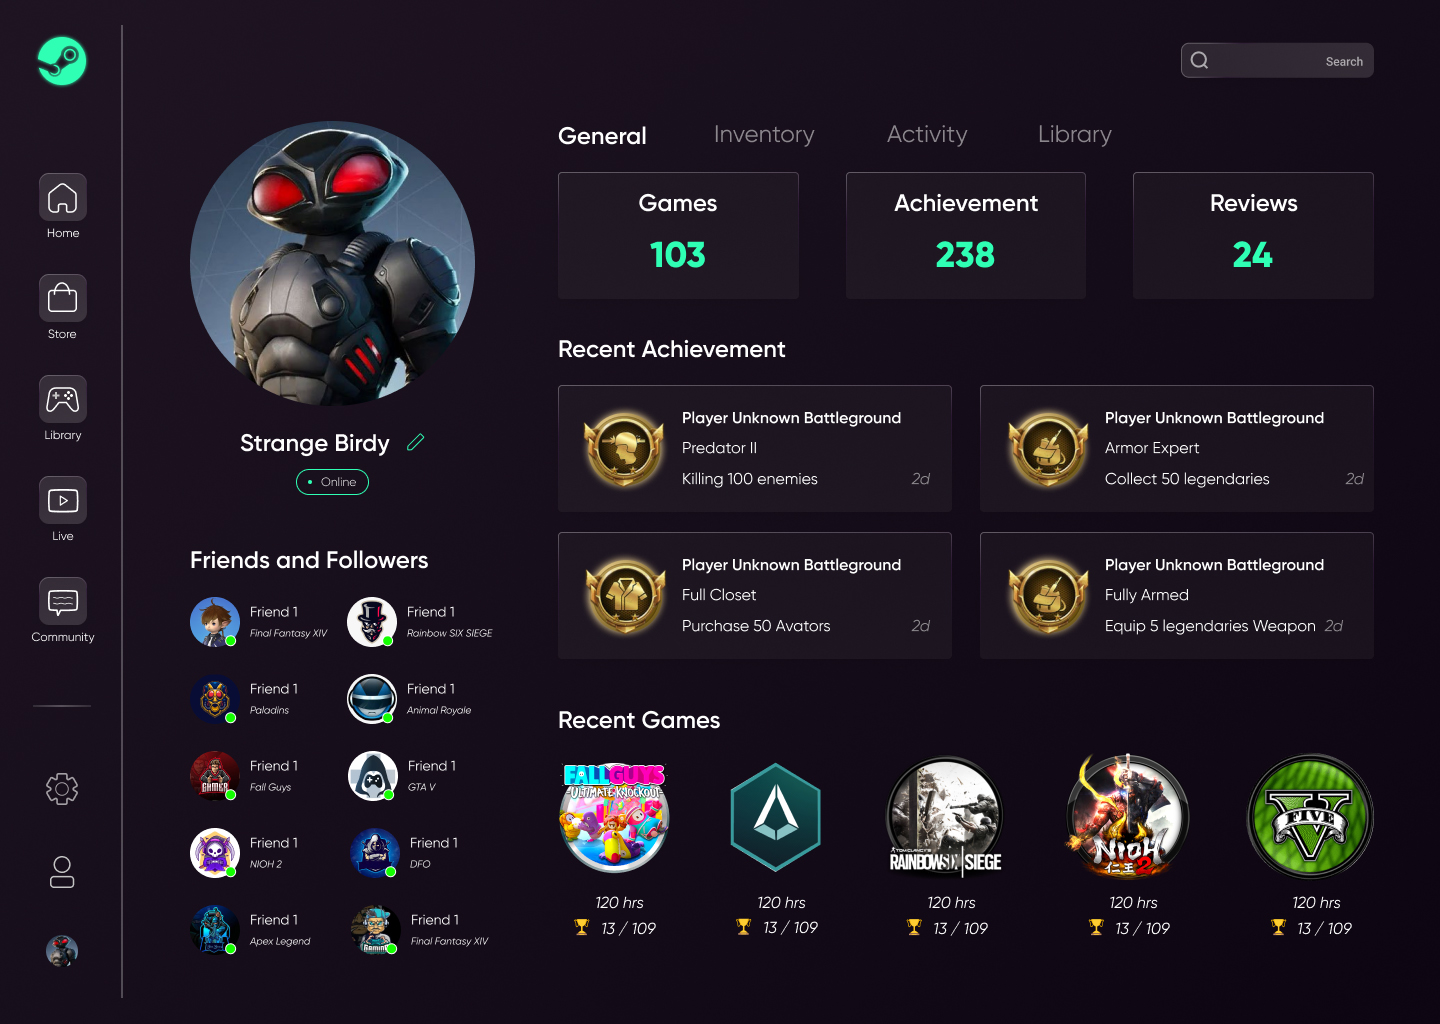 Search
Home
Store
Library
Live
Community
Strange Birdy
Online
Friends and Followers
Friend 1
Final Fantasy XIV
Friend 1
Rainbow SIX SIEGE
Friend 1
Paladins
Friend 1
Animal Royale
Friend 1
Fall Guys
GAMER
Friend 1
GTA V
Friend 1
NIOH 2
Friend 1
DFO
Friend 1
Apex Legend
Friend 1
Final Fantasy XIV
GAMING
General
Inventory
Activity
Library
Games
103
Achievement
238
Reviews
24
Recent Achievement
Player Unknown Battleground
Predator II
Killing 100 enemies 2d
Player Unknown Battleground
Armor Expert
Collect 50 legendaries 2d
Player Unknown Battleground
Full Closet
Purchase 50 Avators 2d
Player Unknown Battleground
Fully Armed
Equip 5 legendaries Weapon 2d
Recent Games
FALL GUYS
ULTIMATE KNOCKOUT
120 hrs
13 / 109
120 hrs
13 / 109
TOM CLANCY'S
RAINBOW SIX | SIEGE
120 hrs
13 / 109
NIOH
仁王 2
120 hrs
13 / 109
V
FIVE
120 hrs
13 / 109